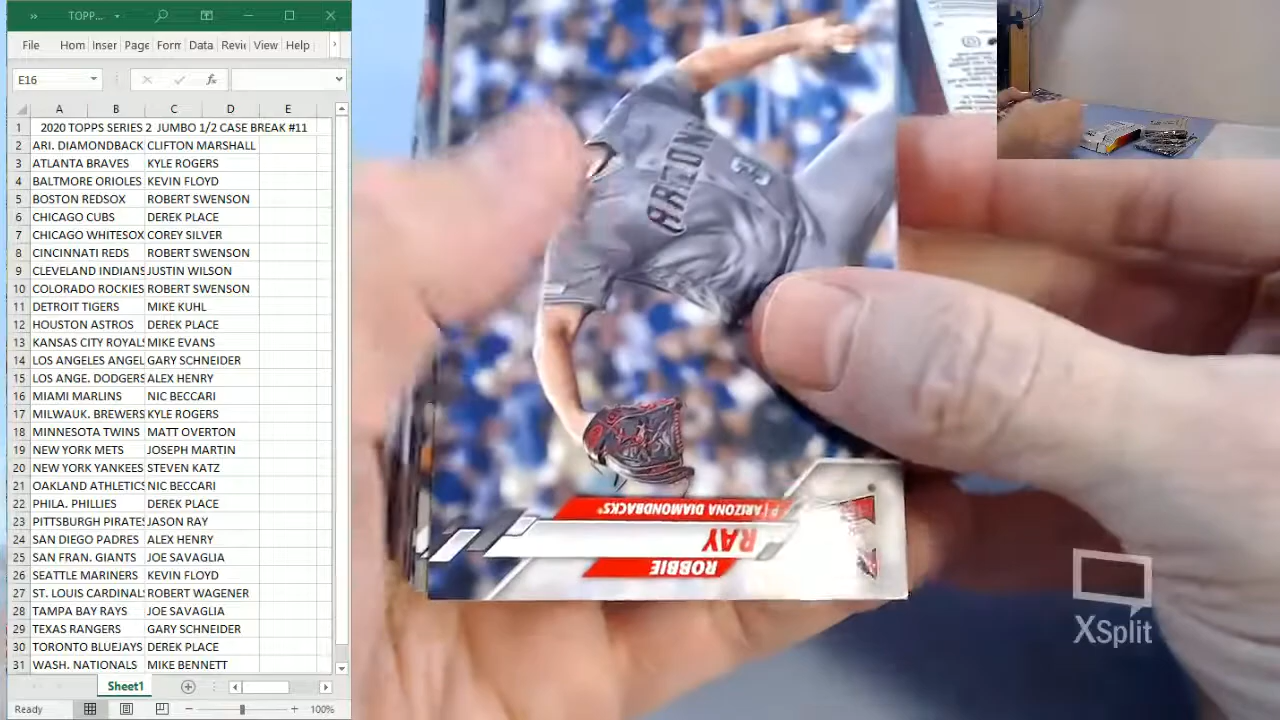 TOPP...
File Hom Inser Page Form Data Revie View Help
E16
fx
A B C D E
1 2020 TOPPS SERIES 2 JUMBO 1/2 CASE BREAK #11
2 ARI. DIAMONDBACK CLIFTON MARSHALL
3 ATLANTA BRAVES KYLE ROGERS
4 BALTMORE ORIOLES KEVIN FLOYD
5 BOSTON REDSOX ROBERT SWENSON
6 CHICAGO CUBS DEREK PLACE
7 CHICAGO WHITESOX COREY SILVER
8 CINCINNATI REDS ROBERT SWENSON
9 CLEVELAND INDIANS JUSTIN WILSON
10 COLORADO ROCKIES ROBERT SWENSON
11 DETROIT TIGERS MIKE KUHL
12 HOUSTON ASTROS DEREK PLACE
13 KANSAS CITY ROYAL MIKE EVANS
14 LOS ANGELES ANGEL GARY SCHNEIDER
15 LOS ANGE. DODGERS ALEX HENRY
16 MIAMI MARLINS NIC BECCARI
17 MILWAUK. BREWERS KYLE ROGERS
18 MINNESOTA TWINS MATT OVERTON
19 NEW YORK METS JOSEPH MARTIN
20 NEW YORK YANKEES STEVEN KATZ
21 OAKLAND ATHLETICS NIC BECCARI
22 PHILA. PHILLIES DEREK PLACE
23 PITTSBURGH PIRATES JASON RAY
24 SAN DIEGO PADRES ALEX HENRY
25 SAN FRAN. GIANTS JOE SAVAGLIA
26 SEATTLE MARINERS KEVIN FLOYD
27 ST. LOUIS CARDINAL ROBERT WAGENER
28 TAMPA BAY RAYS JOE SAVAGLIA
29 TEXAS RANGERS GARY SCHNEIDER
30 TORONTO BLUEJAYS DEREK PLACE
31 WASH. NATIONALS MIKE BENNETT
Sheet1
Ready 100%
ARIZON
ROBBIE
RAY
P | ARIZONA DIAMONDBACKS®
XSplit